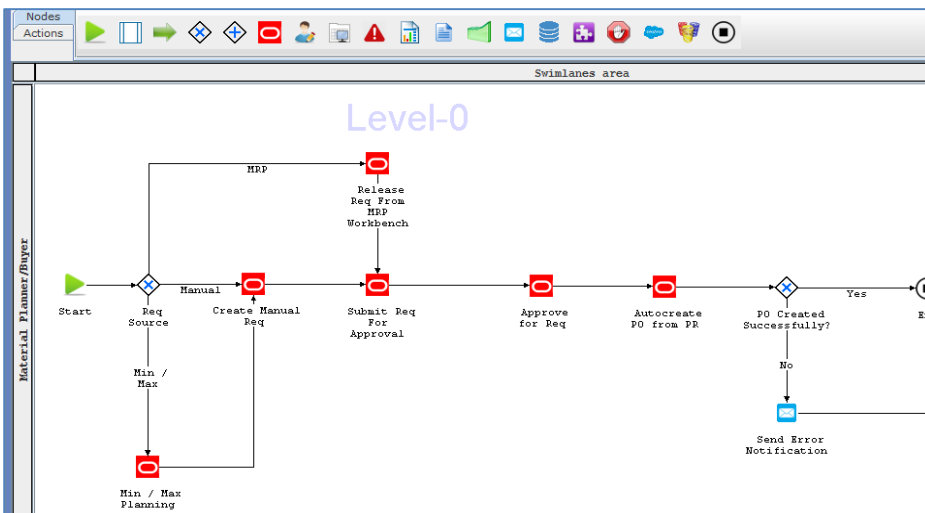 Nodes
Actions
Swimlanes area
Level-0
Material Planner/Buyer
MRP
Release
Req From
MRP
Workbench
Start
Req
Source
Manual
Create Manual
Req
Submit Req
For
Approval
Approve
for Req
Autocreate
PO from PR
PO Created
Successfully?
Yes
Min /
Max
No
Send Error
Notification
Min / Max
Planning